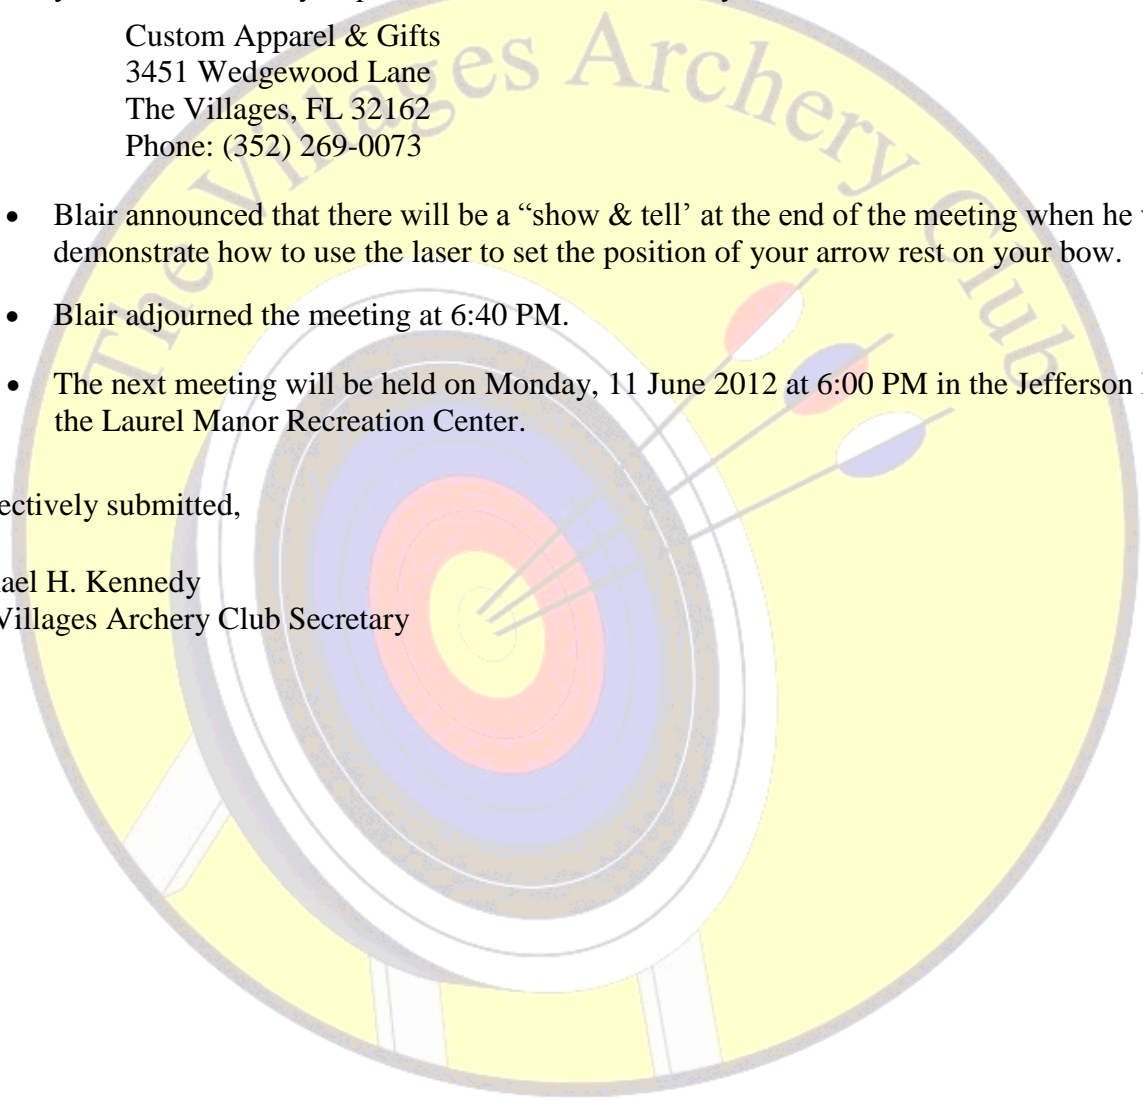 Custom Apparel & Gifts
3451 Wedgewood Lane
The Villages, FL 32162
Phone: (352) 269-0073
• Blair announced that there will be a “show & tell’ at the end of the meeting when he
demonstrate how to use the laser to set the position of your arrow rest on your bow.
• Blair adjourned the meeting at 6:40 PM.
• The next meeting will be held on Monday, 11 June 2012 at 6:00 PM in the Jefferson
the Laurel Manor Recreation Center.
ectively submitted,
ael H. Kennedy
Villages Archery Club Secretary
The Villages Archery Club